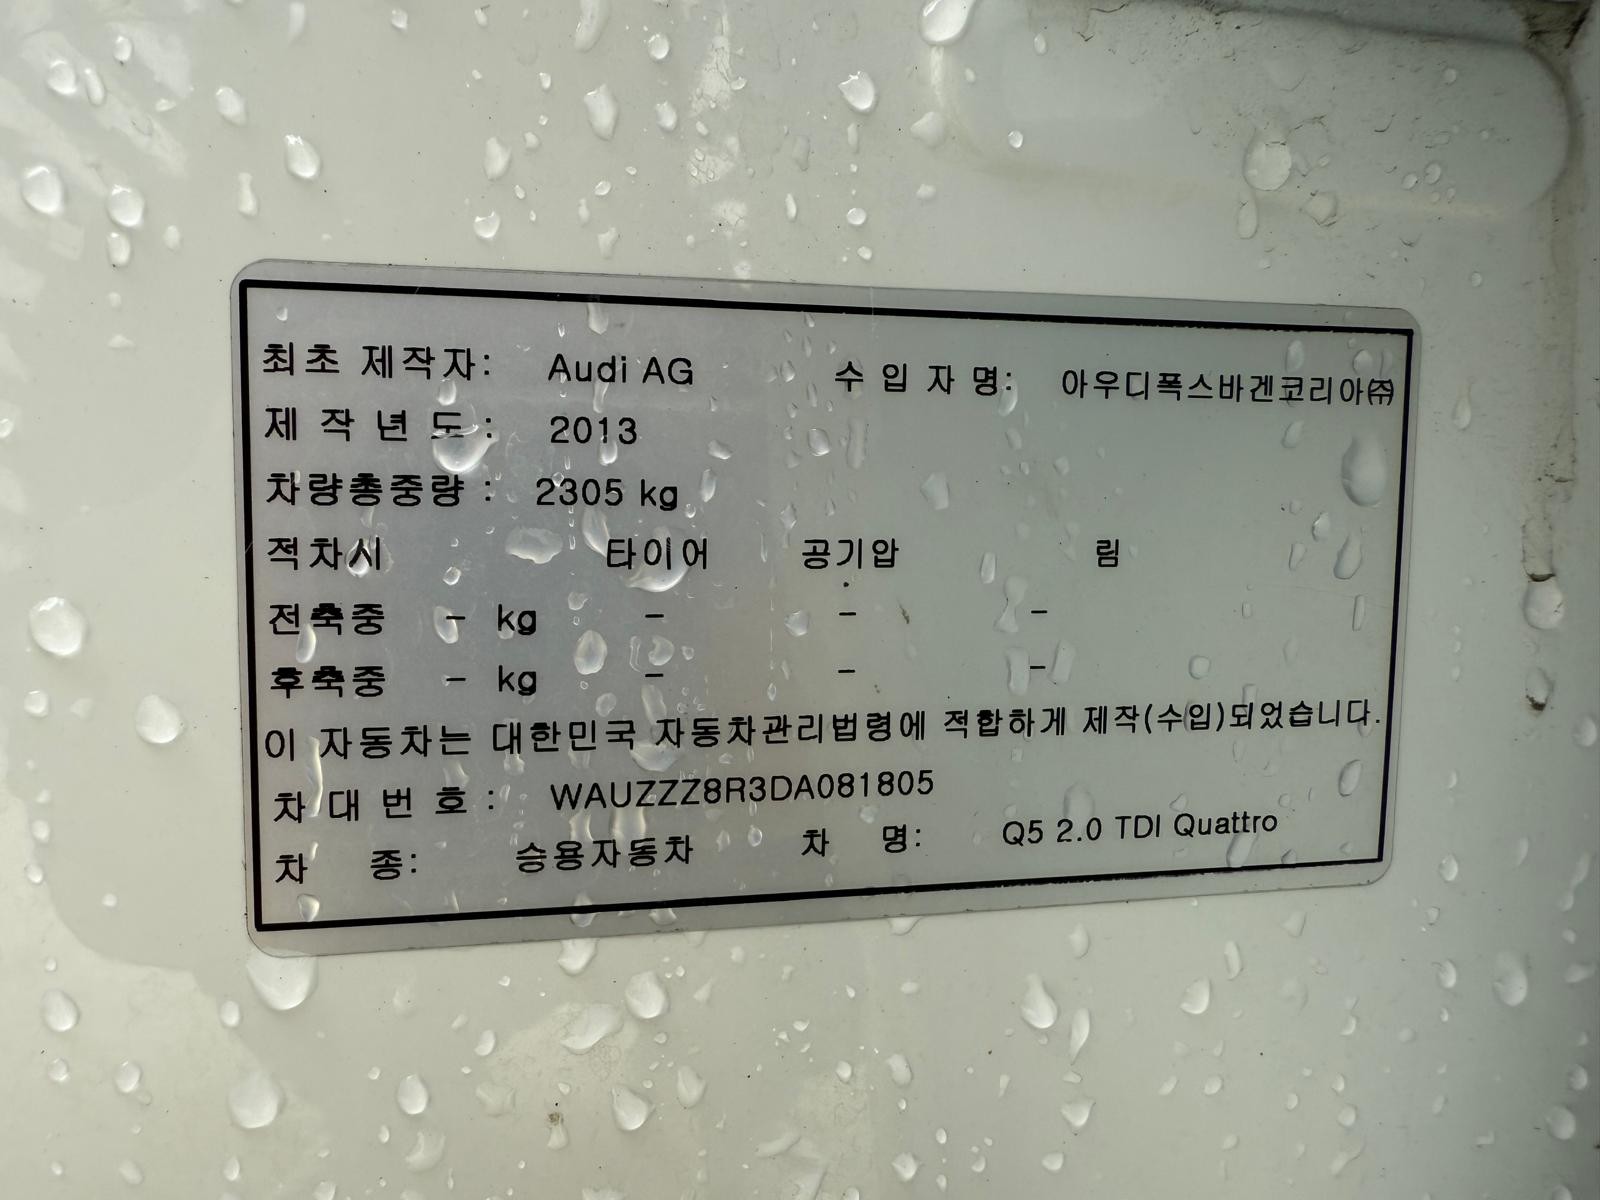 최초 제작자: Audi AG 수 입 자 명: 아우디폭스바겐코리아㈜
제 작 년 도 : 2013
차량총중량 : 2305 kg
적차시 타이어 공기압 림
전축중 - kg - - -
후축중 - kg - - -
이 자동차는 대한민국 자동차관리법령에 적합하게 제작(수입)되었습니다.
차 대 번 호 : WAUZZZ8R3DA081805
차 종: 승용자동차 차 명: Q5 2.0 TDI Quattro